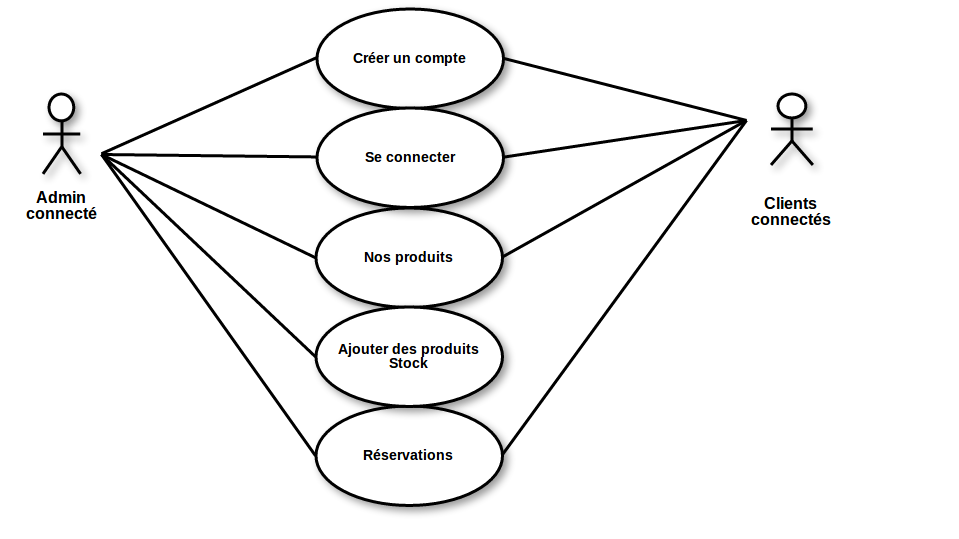 Créer un compte
Se connecter
Admin
connecté
Clients
connectés
Nos produits
Ajouter des produits
Stock
Réservations